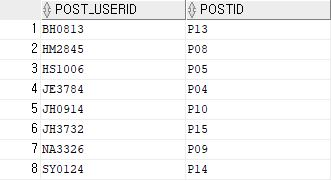 POST_USERID POSTID
1 BH0813 P13
2 HM2845 P08
3 HS1006 P05
4 JE3784 P04
5 JH0914 P10
6 JH3732 P15
7 NA3326 P09
8 SY0124 P14